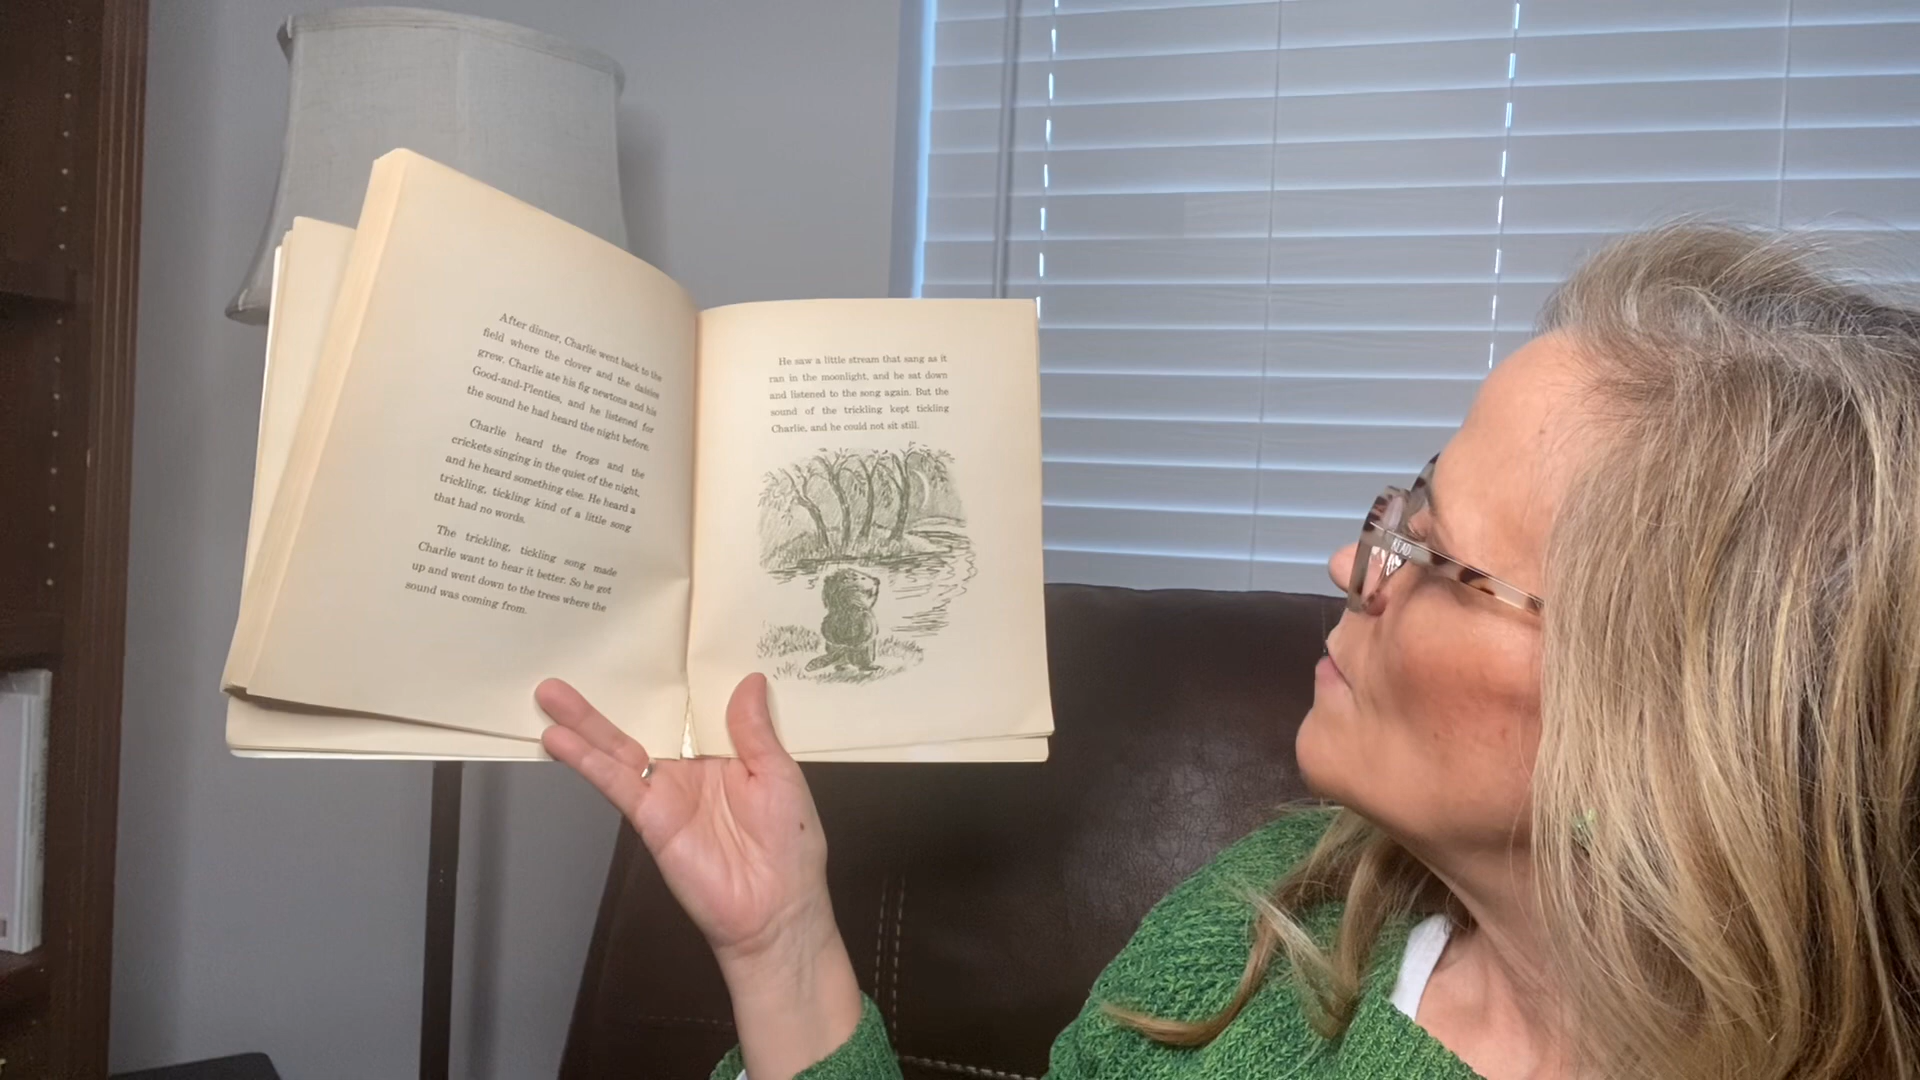 After dinner, Charlie went back to the
field where the clover and the daisies
grew. Charlie ate his fig newtons and his
Good-and-Plenties, and he listened for
the sound he had heard the night before.
Charlie heard the frogs and the
crickets singing in the quiet of the night,
and he heard something else. He heard a
trickling, tickling kind of a little song
that had no words.
The trickling, tickling song made
Charlie want to hear it better. So he got
up and went down to the trees where the
sound was coming from.
He saw a little stream that sang as it
ran in the moonlight, and he sat down
and listened to the song again. But the
sound of the trickling kept tickling
Charlie, and he could not sit still.
READ